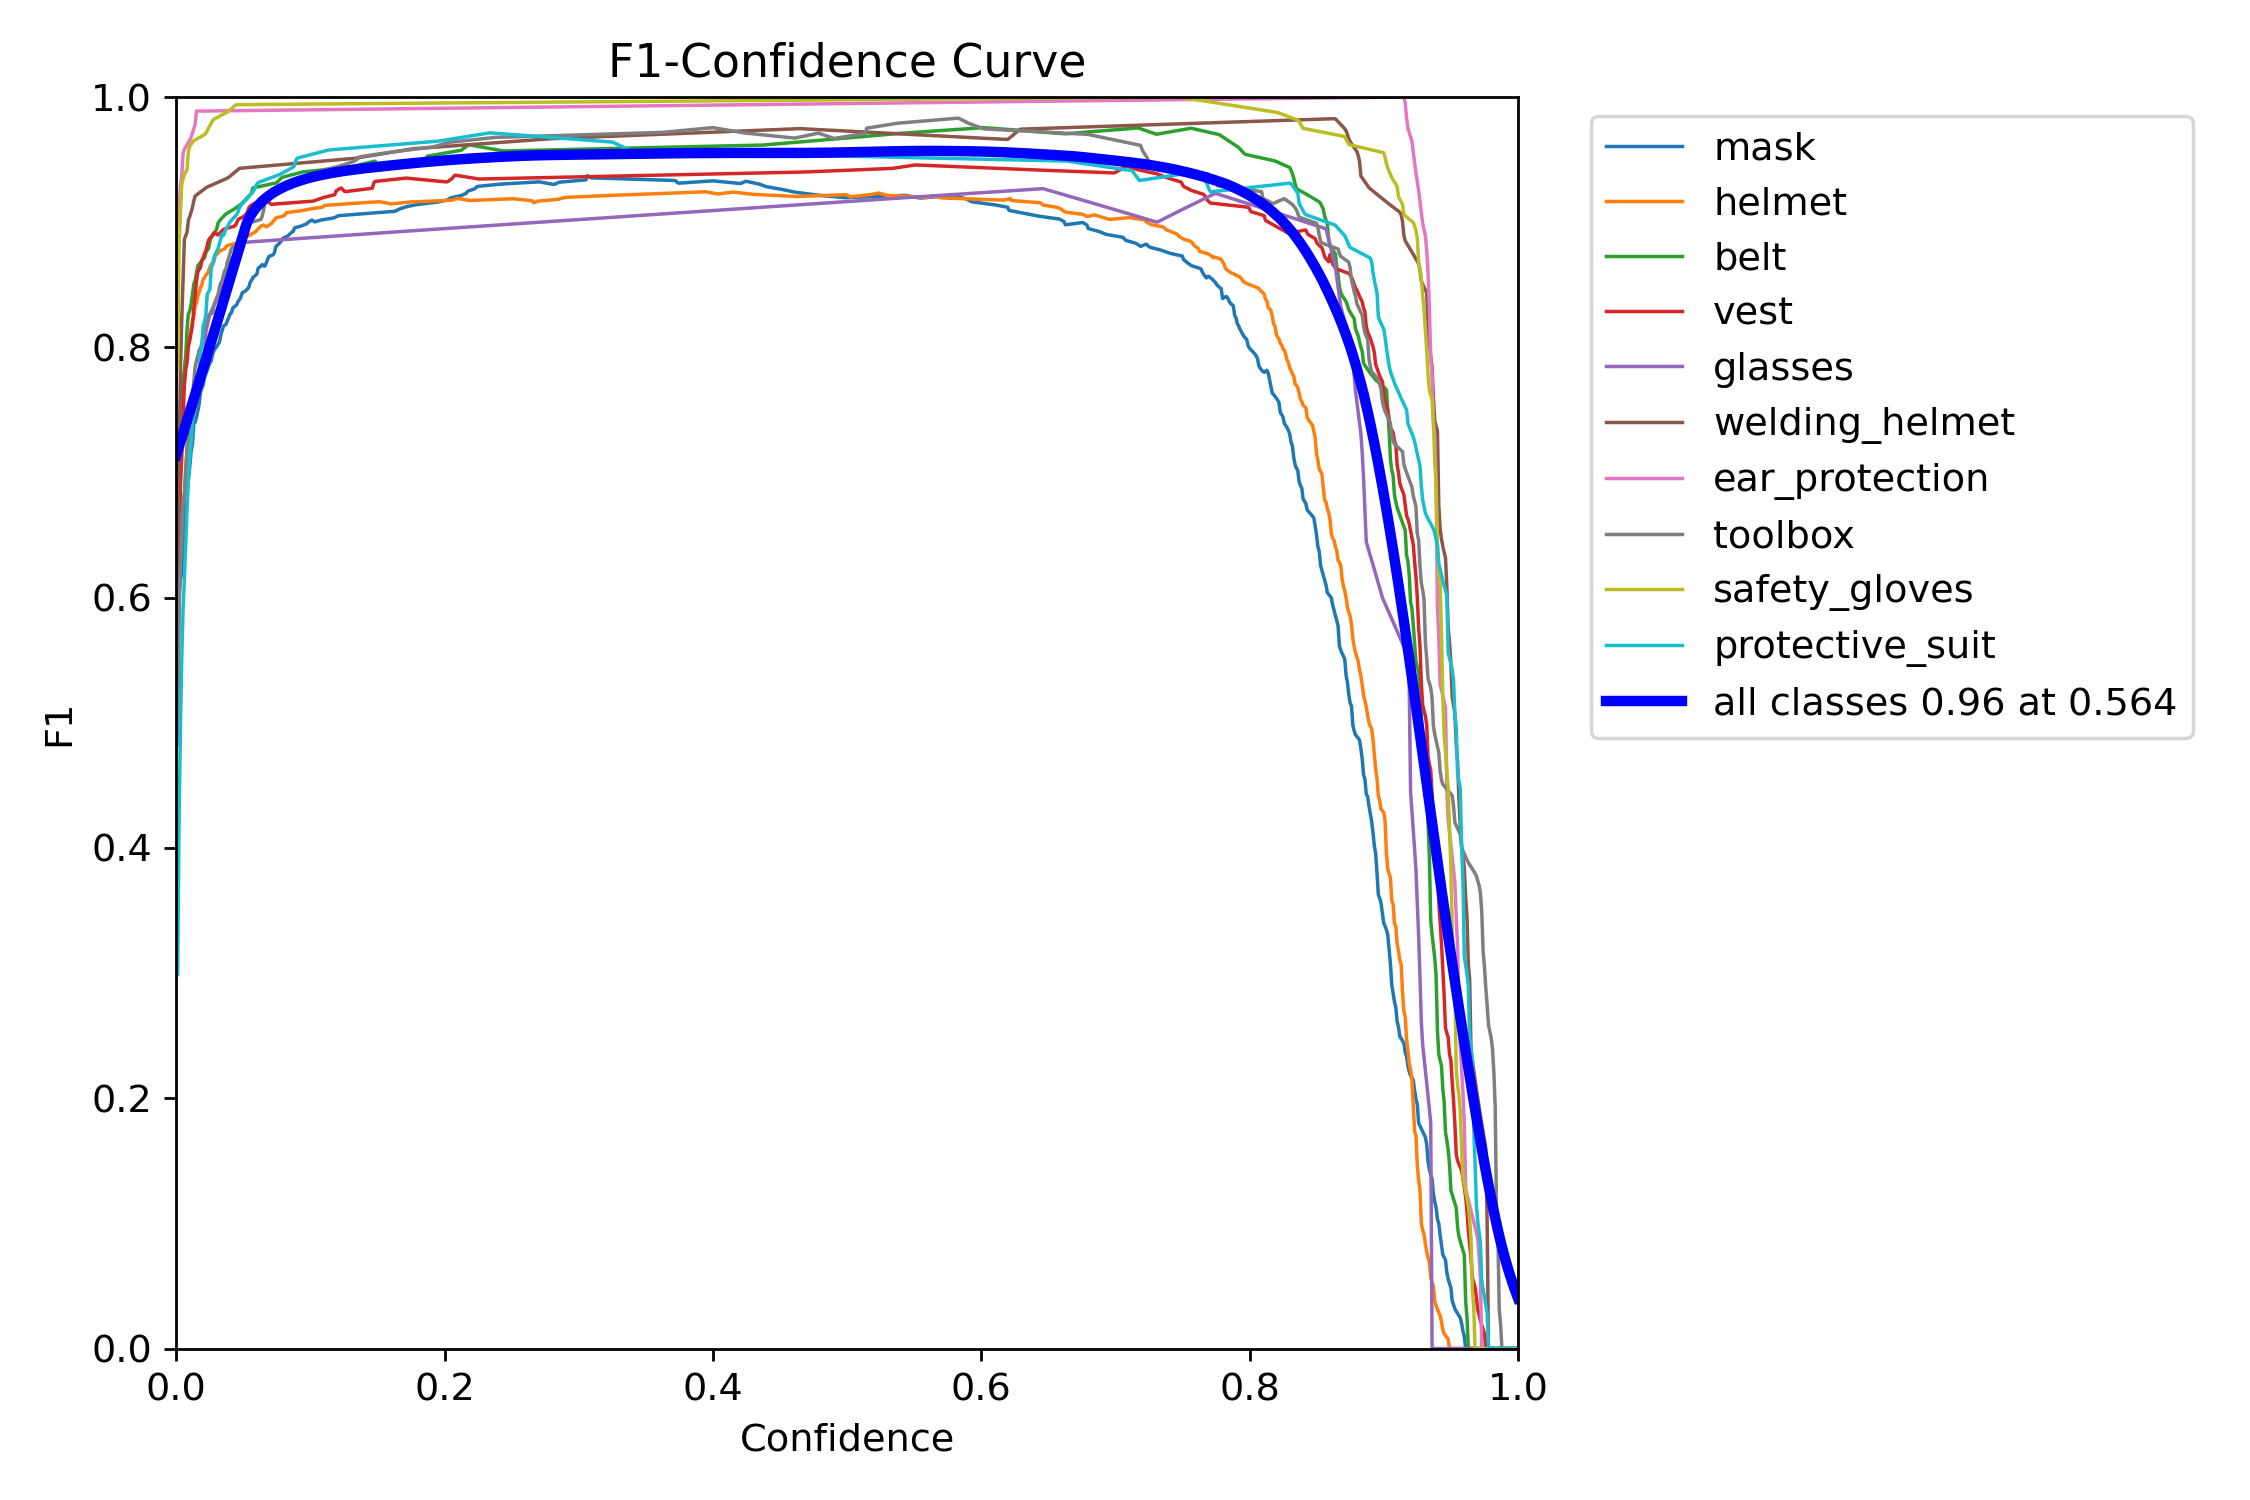 F1-Confidence Curve
1.0
0.8
0.6
0.4
0.2
0.0
F1
0.0 0.2 0.4 0.6 0.8 1.0
Confidence
mask
helmet
belt
vest
glasses
welding_helmet
ear_protection
toolbox
safety_gloves
protective_suit
all classes 0.96 at 0.564